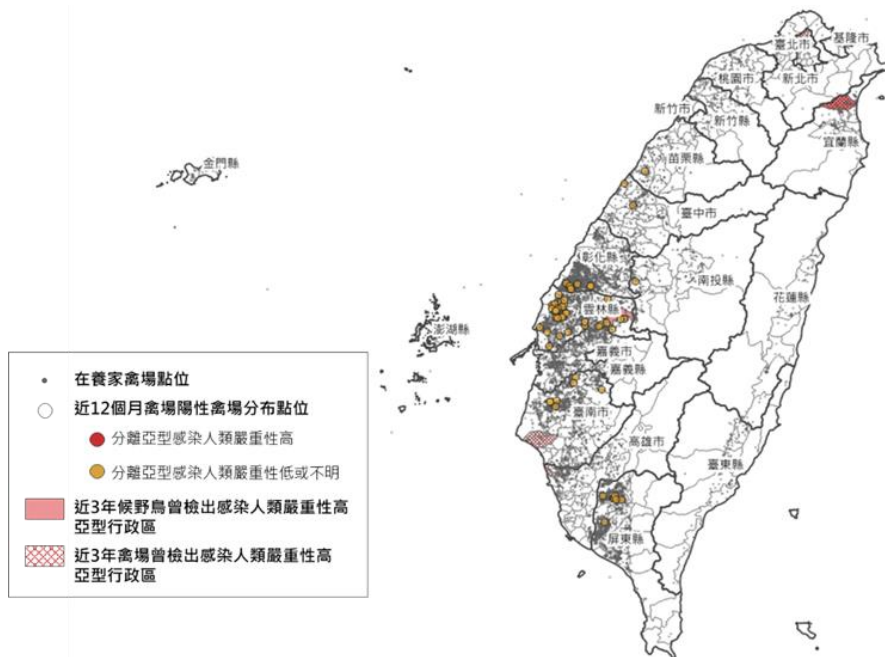 基隆市
臺北市
新北市
桃園市
新竹市
新竹縣
宜蘭縣
苗栗縣
金門縣
臺中市
彰化縣
南投縣
花蓮縣
雲林縣
澎湖縣
嘉義市
嘉義縣
臺南市
高雄市
臺東縣
屏東縣
在養家禽場點位
近12個月禽場陽性禽場分布點位
分離亞型感染人類嚴重性高
分離亞型感染人類嚴重性低或不明
近3年候野鳥曾檢出感染人類嚴重性高
亞型行政區
近3年禽場曾檢出感染人類嚴重性高
亞型行政區